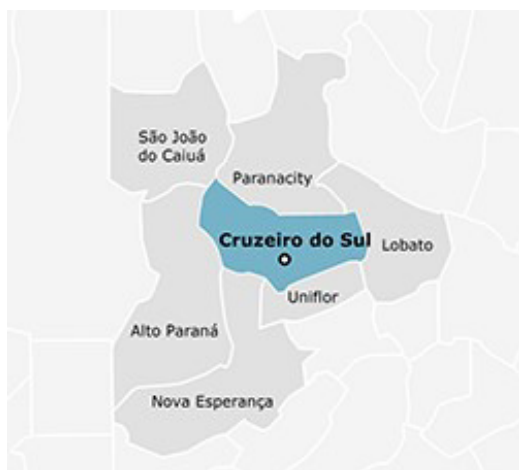 São João
do Caiuá
Paranacity
Cruzeiro do Sul
Lobato
Uniflor
Alto Paraná
Nova Esperança